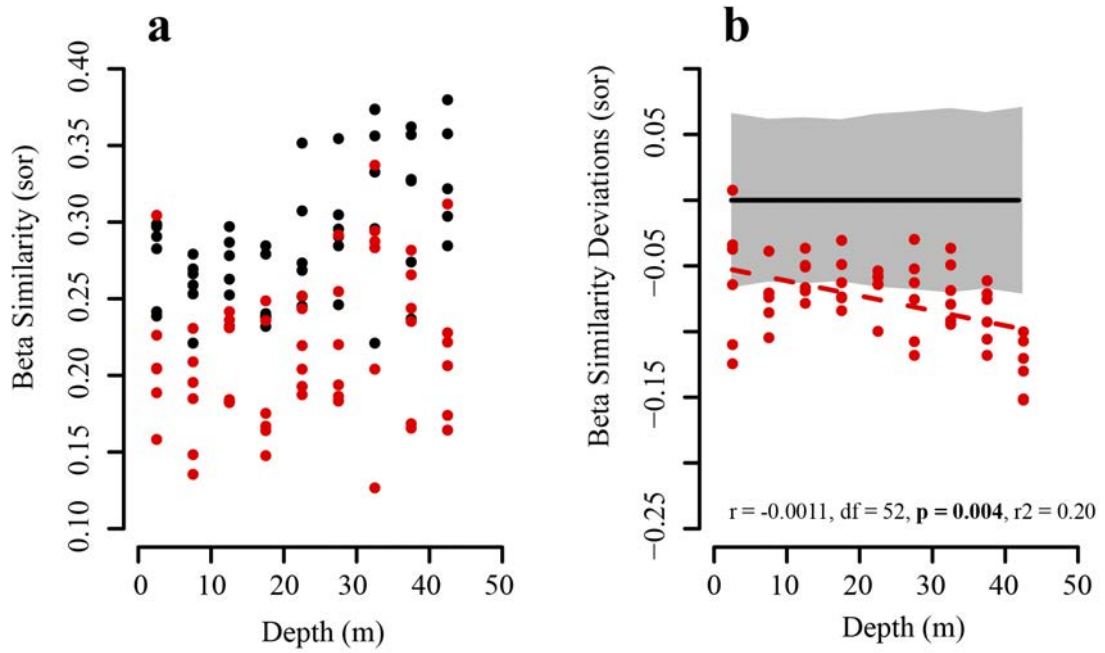 a
Beta Similarity (sor)
0.40
0.35
0.30
0.25
0.20
0.15
0.10
0 10 20 30 40 50
Depth (m)
b
Beta Similarity Deviations (sor)
0.05
−0.05
−0.15
−0.25
r = -0.0011, df = 52, p = 0.004, r2 = 0.20
0 10 20 30 40 50
Depth (m)